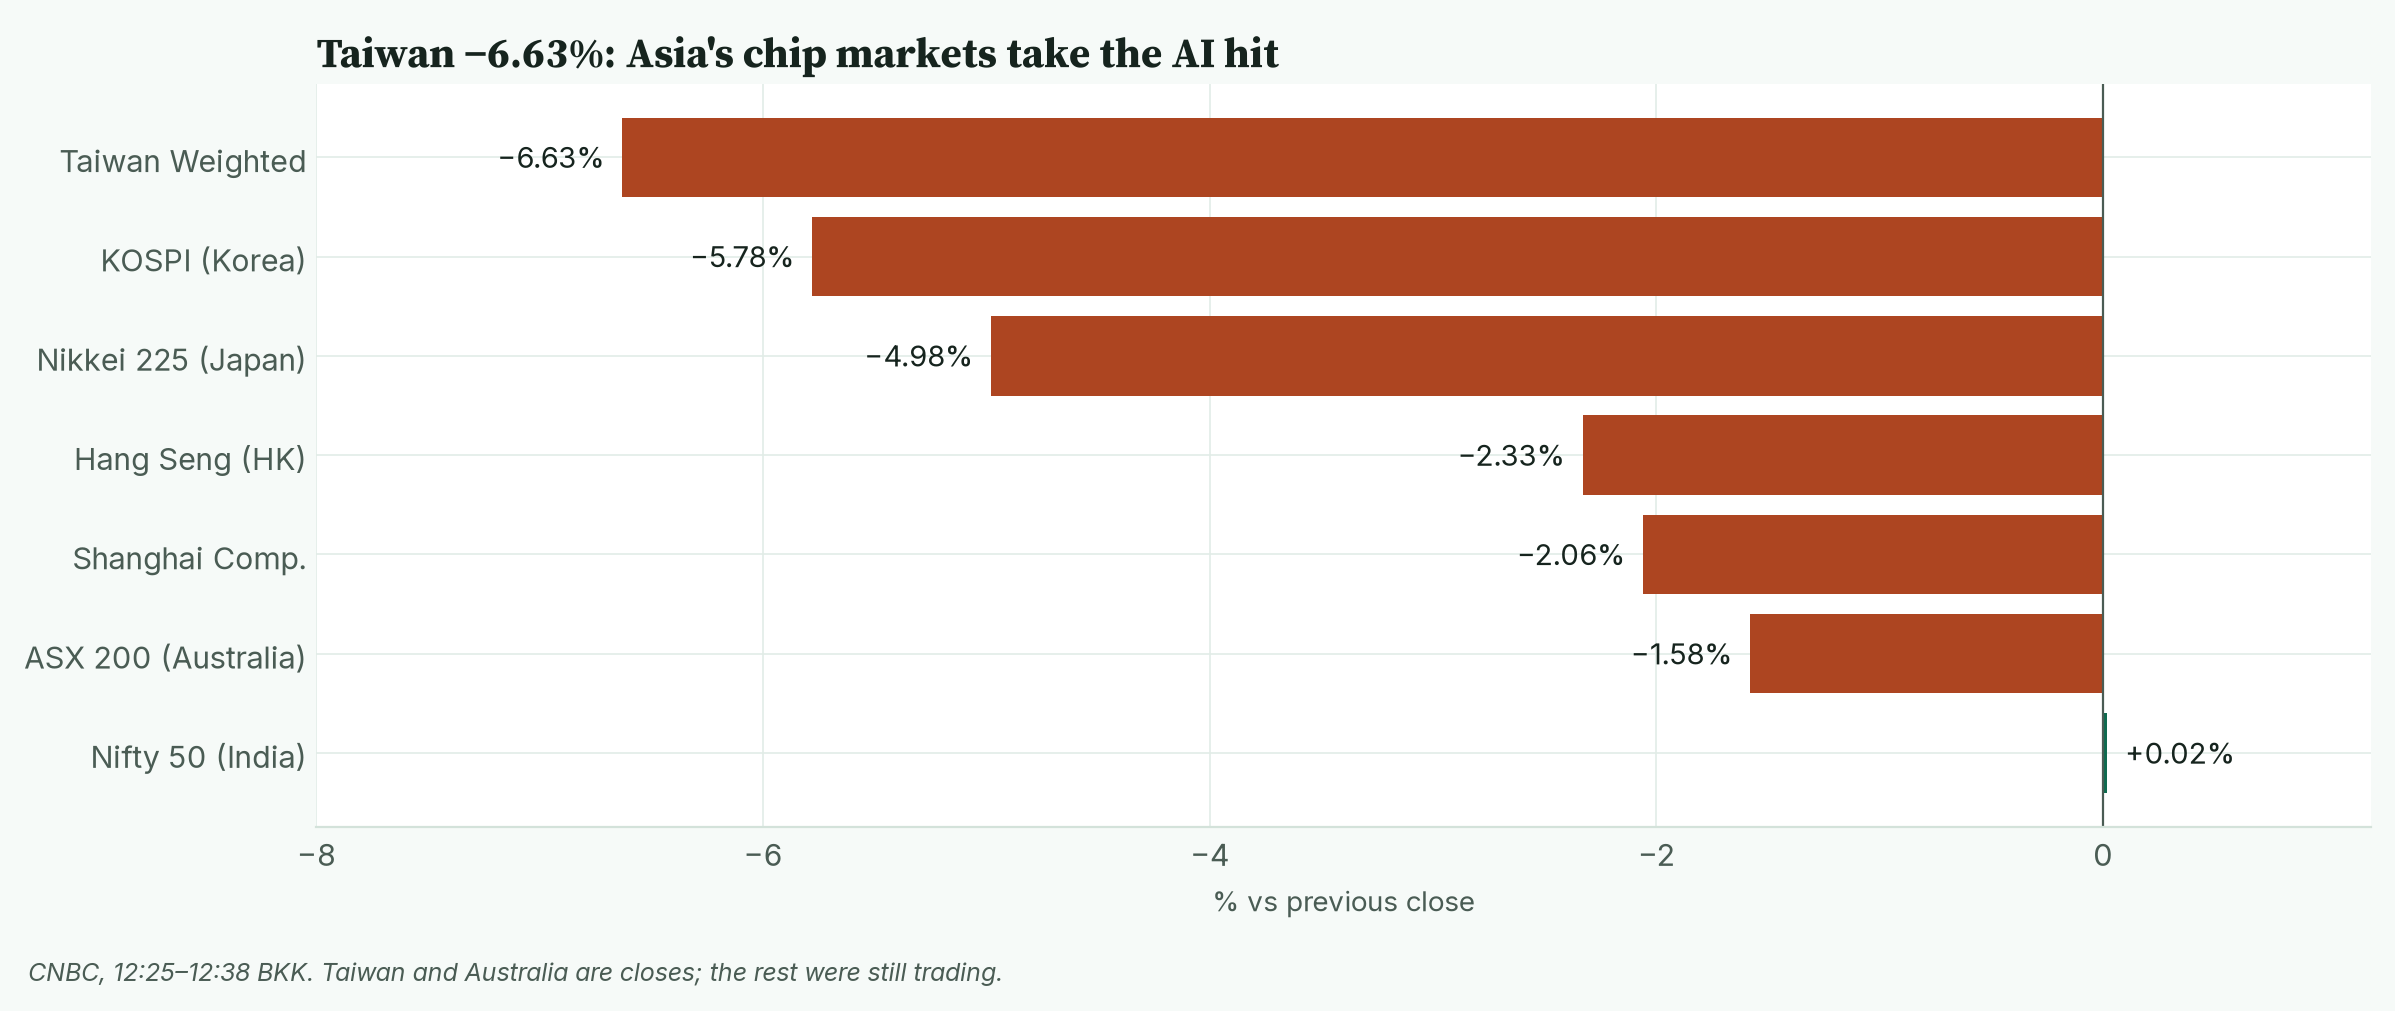 Taiwan −6.63%: Asia's chip markets take the AI hit
Taiwan Weighted −6.63%
KOSPI (Korea) −5.78%
Nikkei 225 (Japan) −4.98%
Hang Seng (HK) −2.33%
Shanghai Comp. −2.06%
ASX 200 (Australia) −1.58%
Nifty 50 (India) +0.02%
−8 −6 −4 −2 0
% vs previous close
CNBC, 12:25–12:38 BKK. Taiwan and Australia are closes; the rest were still trading.